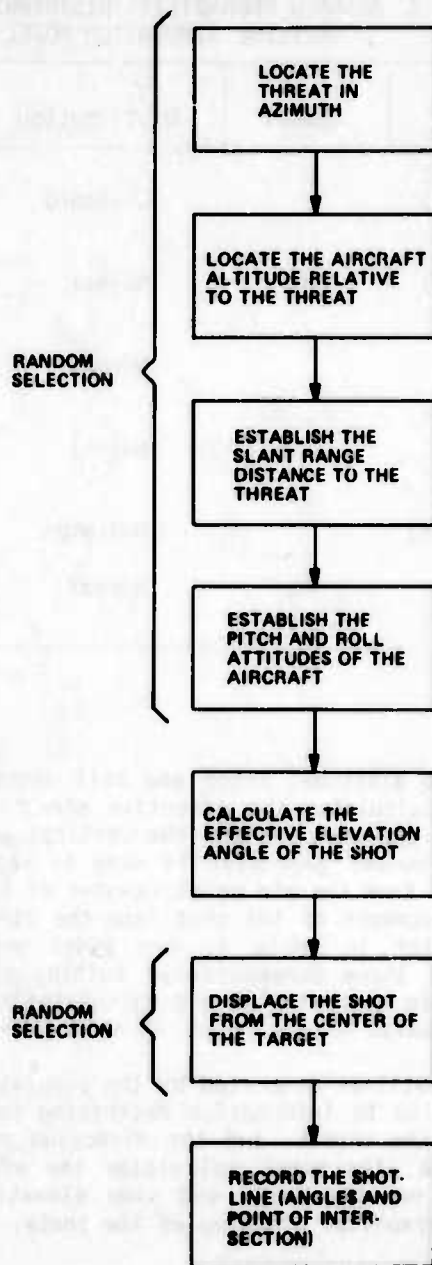 LOCATE THE
THREAT IN
AZIMUTH
LOCATE THE AIRCRAFT
ALTITUDE RELATIVE
TO THE THREAT
RANDOM
SELECTION
ESTABLISH THE
SLANT RANGE
DISTANCE TO THE
THREAT
ESTABLISH THE
PITCH AND ROLL
ATTITUDES OF THE
AIRCRAFT
CALCULATE THE
EFFECTIVE ELEVATION
ANGLE OF THE SHOT
RANDOM
SELECTION
DISPLACE THE SHOT
FROM THE CENTER OF
THE TARGET
RECORD THE SHOT-
LINE (ANGLES AND
POINT OF INTER-
SECTION)